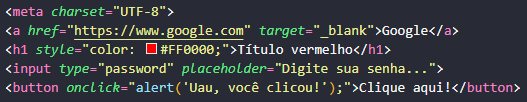 <meta charset="UTF-8">
<a href="https://www.google.com" target="_blank">Google</a>
<h1 style="color: #FF0000;">Título vermelho</h1>
<input type="password" placeholder="Digite sua senha...">
<button onclick="alert('Uau, você clicou!');">Clique aqui!</button>